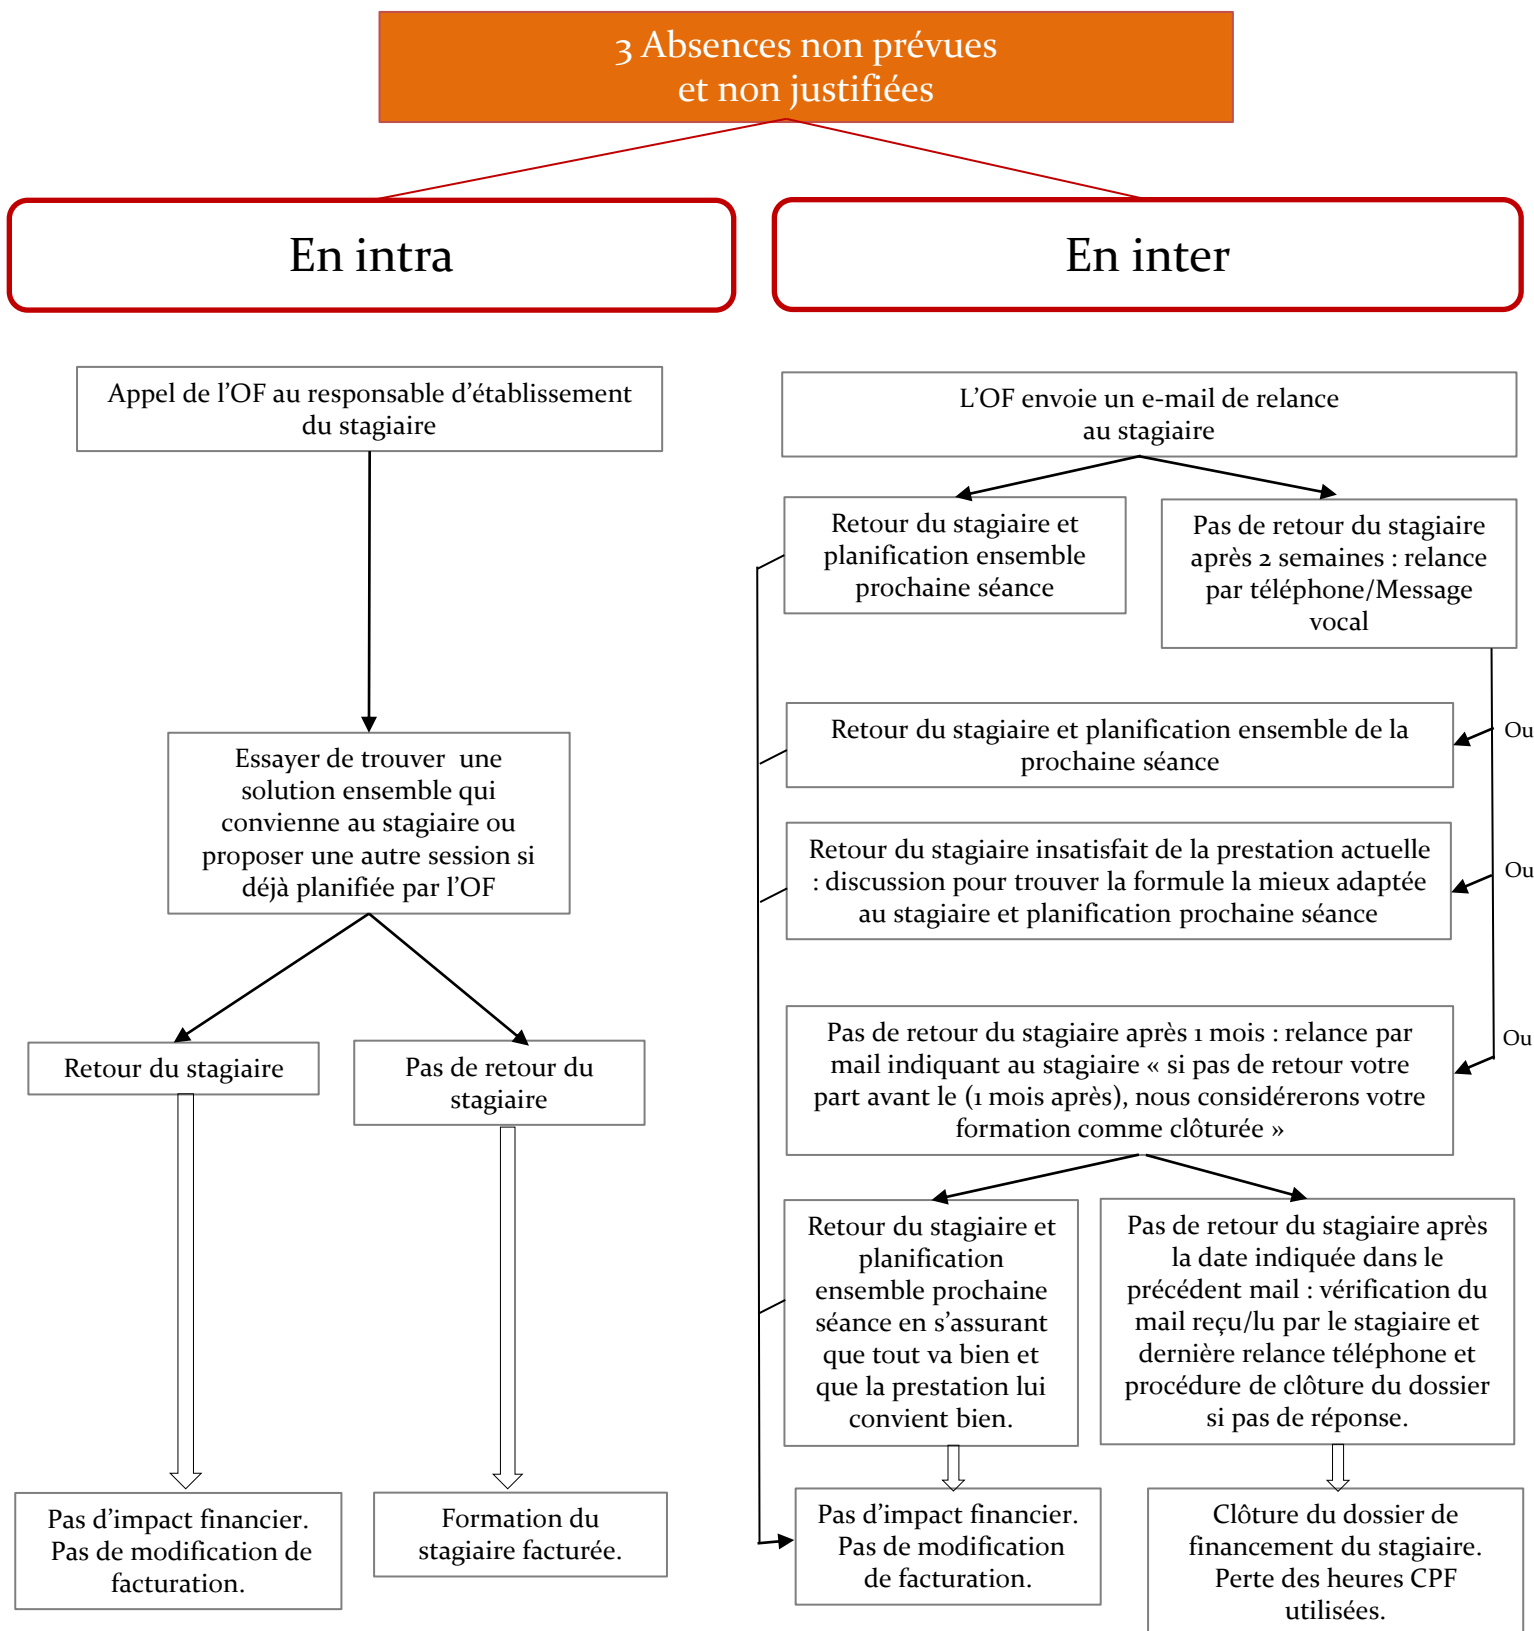 3 Absences non prévues
et non justifiées
En intra
En inter
Appel de l’OF au responsable d’établissement
du stagiaire
Essayer de trouver une
solution ensemble qui
convienne au stagiaire ou
proposer une autre session si
déjà planifiée par l’OF
Retour du stagiaire
Pas de retour du
stagiaire
Pas d’impact financier.
Pas de modification de
facturation.
Formation du
stagiaire facturée.
L’OF envoie un e-mail de relance
au stagiaire
Retour du stagiaire et
planification ensemble
prochaine séance
Pas de retour du stagiaire
après 2 semaines : relance
par téléphone/Message
vocal
Retour du stagiaire et planification ensemble de la
prochaine séance
Ou
Retour du stagiaire insatisfait de la prestation actuelle
: discussion pour trouver la formule la mieux adaptée
au stagiaire et planification prochaine séance
Ou
Pas de retour du stagiaire après 1 mois : relance par
mail indiquant au stagiaire « si pas de retour votre
part avant le (1 mois après), nous considérerons votre
formation comme clôturée »
Ou
Retour du stagiaire et
planification
ensemble prochaine
séance en s’assurant
que tout va bien et
que la prestation lui
convient bien.
Pas de retour du stagiaire après
la date indiquée dans le
précédent mail : vérification du
mail reçu/lu par le stagiaire et
dernière relance téléphone et
procédure de clôture du dossier
si pas de réponse.
Pas d’impact financier.
Pas de modification
de facturation.
Clôture du dossier de
financement du stagiaire.
Perte des heures CPF
utilisées.